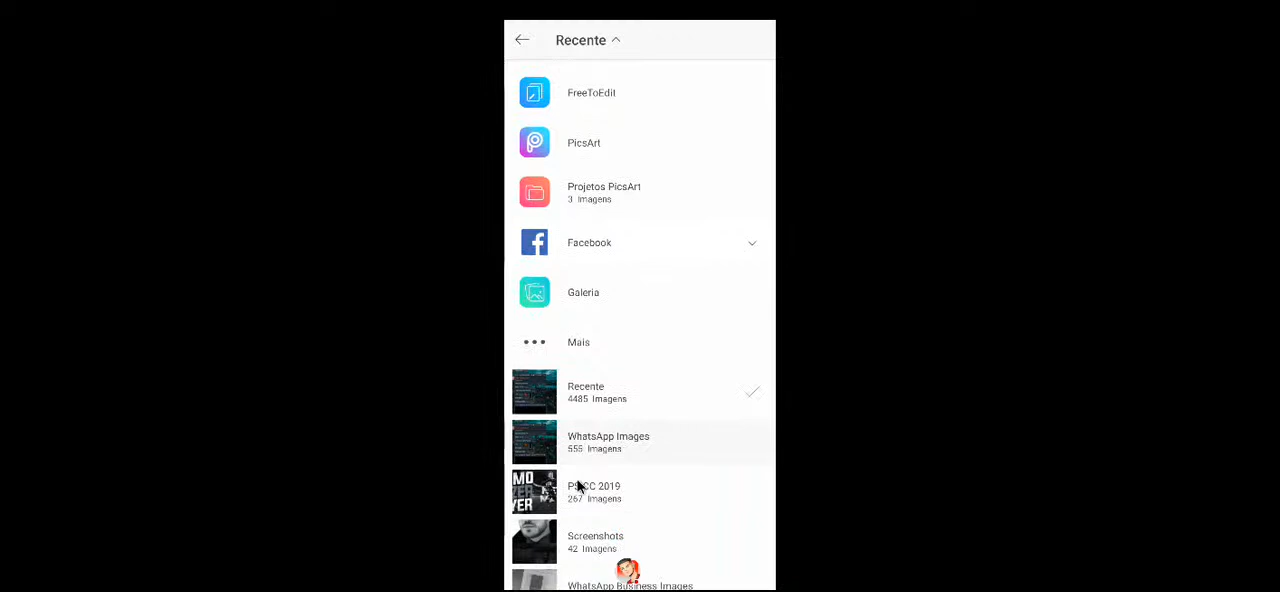 Recente
FreeToEdit
PicsArt
Projetos PicsArt
3 Imagens
Facebook
Galeria
Mais
Recente
4485 Imagens
WhatsApp Images
555 Imagens
2019
267 Imagens
Screenshots
42 Imagens
WhatsApp Business Images